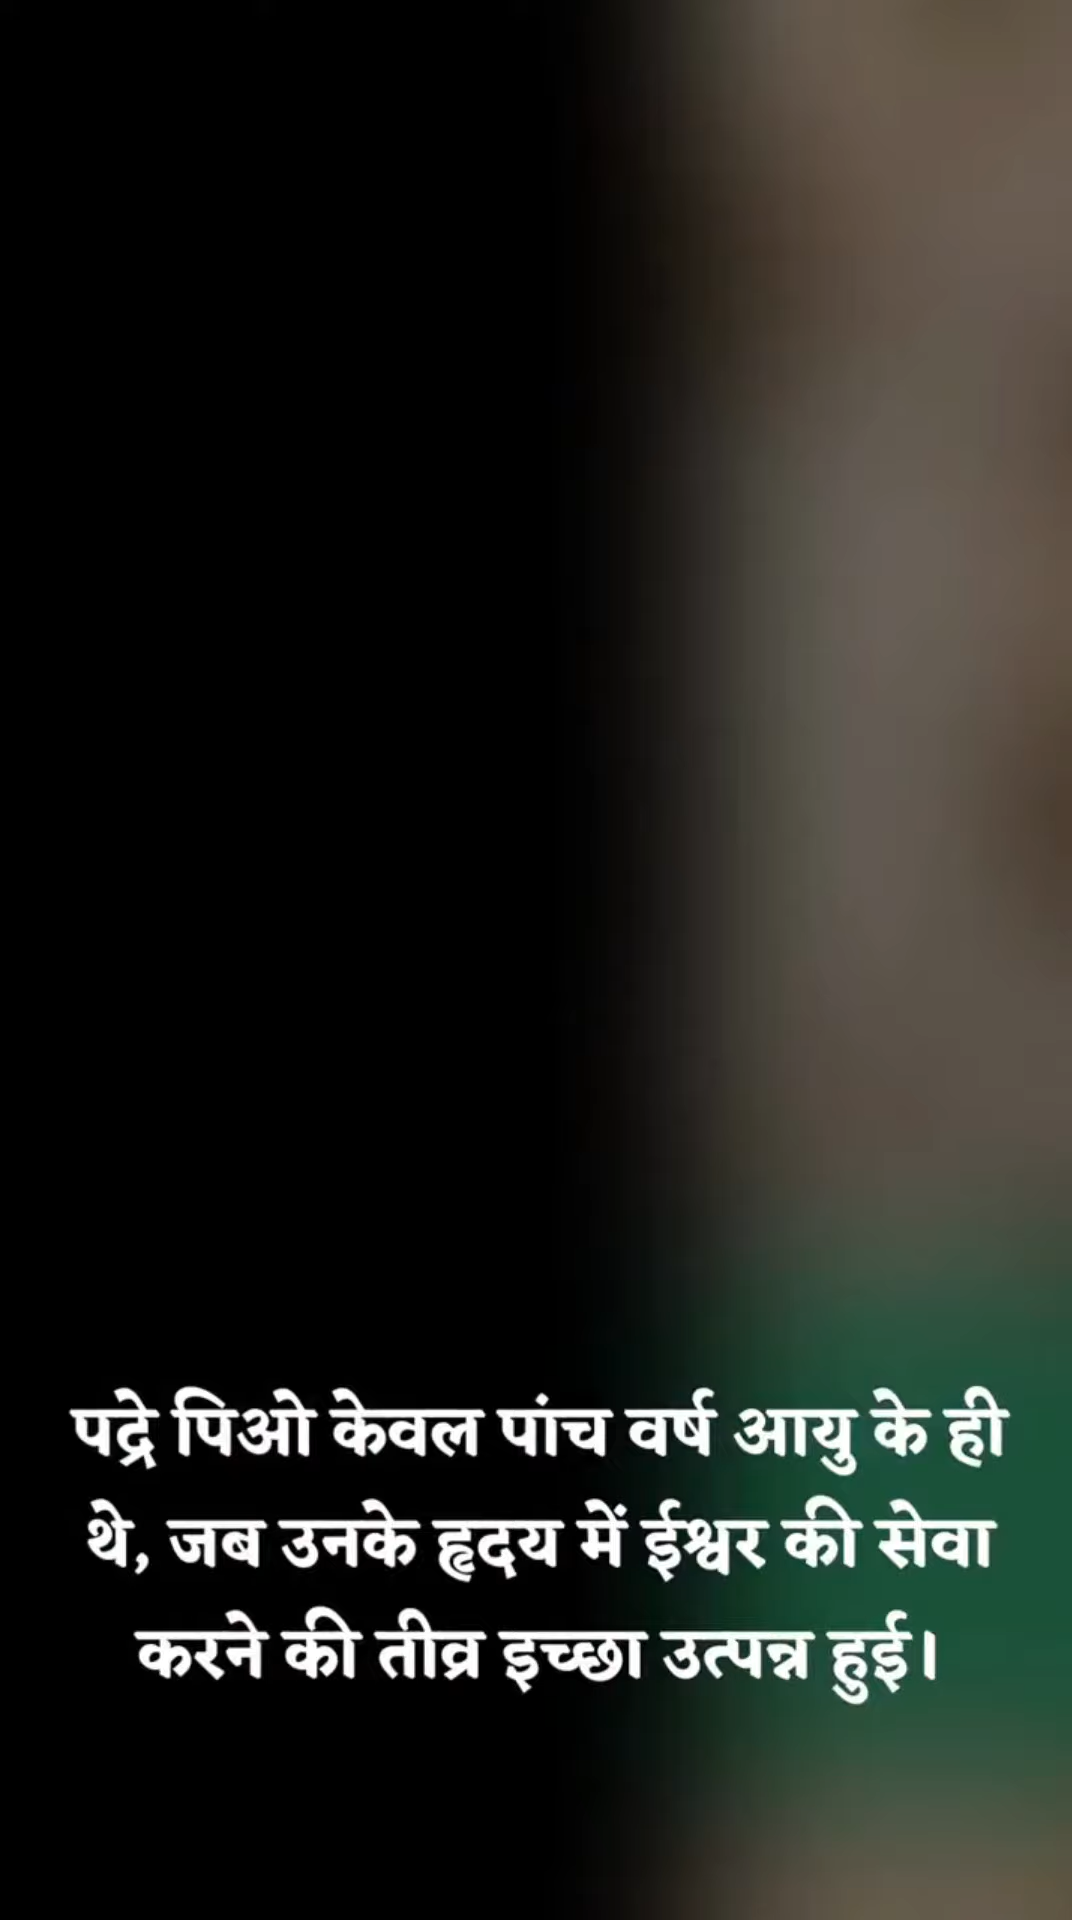 पद्रे पिओ केवल पांच वर्ष आयु के ही
थे, जब उनके हृदय में ईश्वर की सेवा
करने की तीव्र इच्छा उत्पन्न हुई।